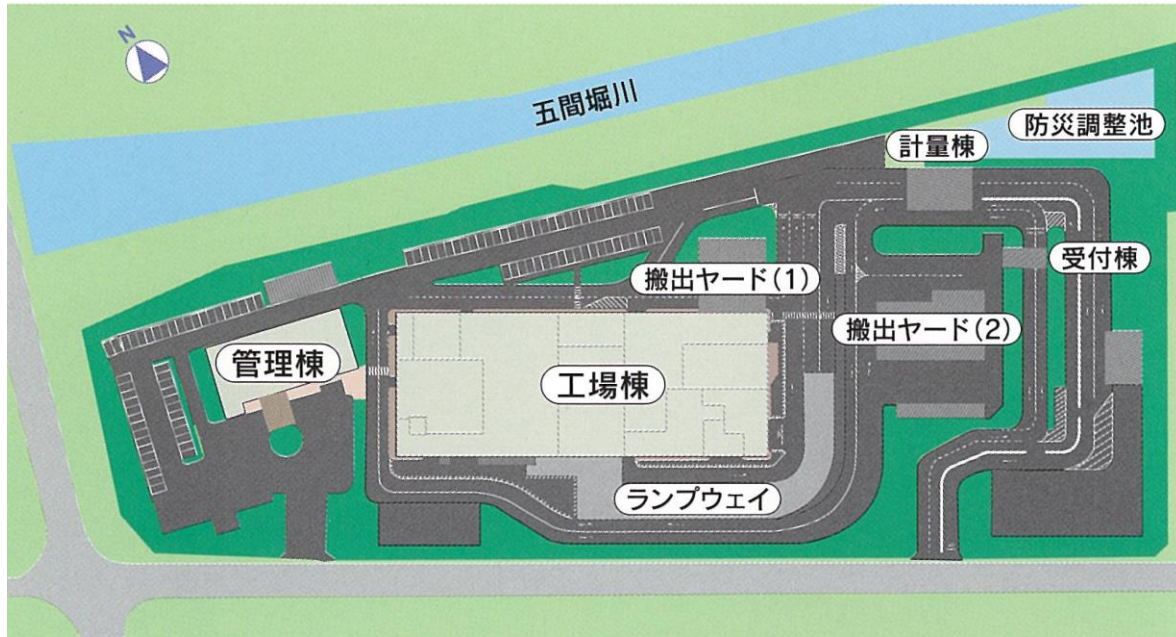 N
五間堀川
防災調整池
計量棟
受付棟
搬出ヤード(1)
搬出ヤード(2)
管理棟
工場棟
ランプウェイ